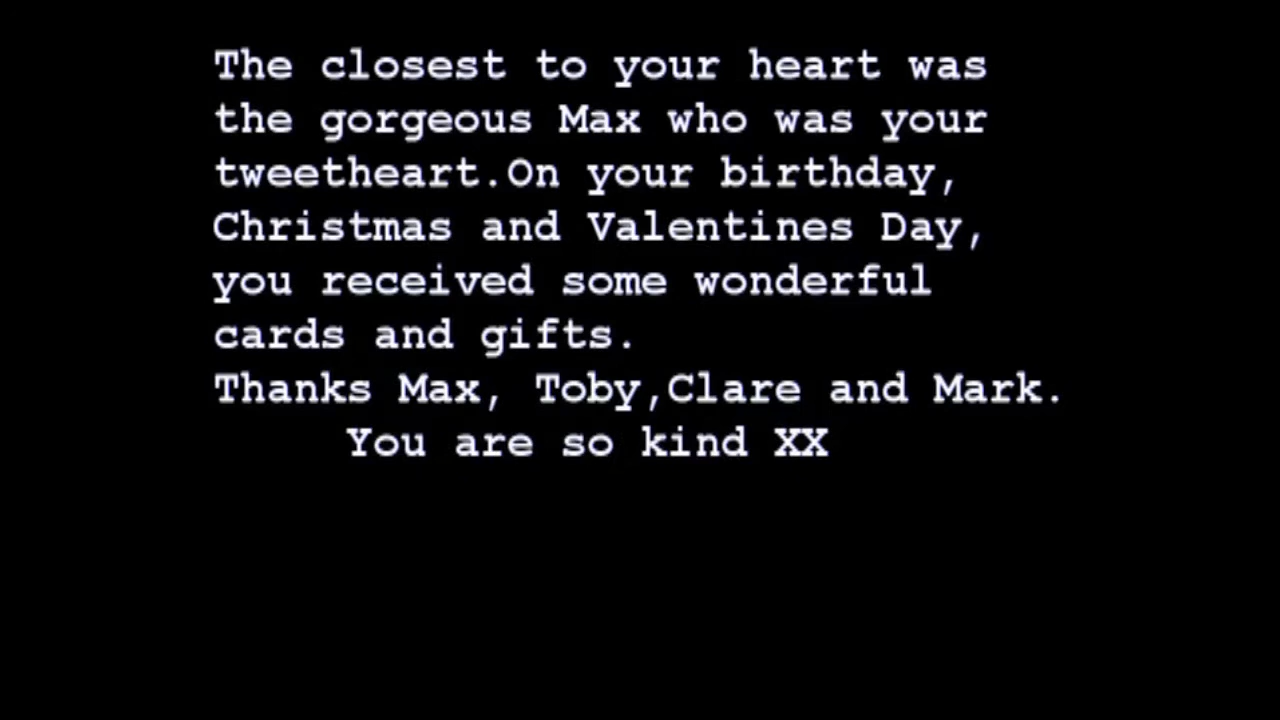 The closest to your heart was
the gorgeous Max who was your
tweetheart.On your birthday,
Christmas and Valentines Day,
you received some wonderful
cards and gifts.
Thanks Max, Toby,Clare and Mark.
You are so kind XX